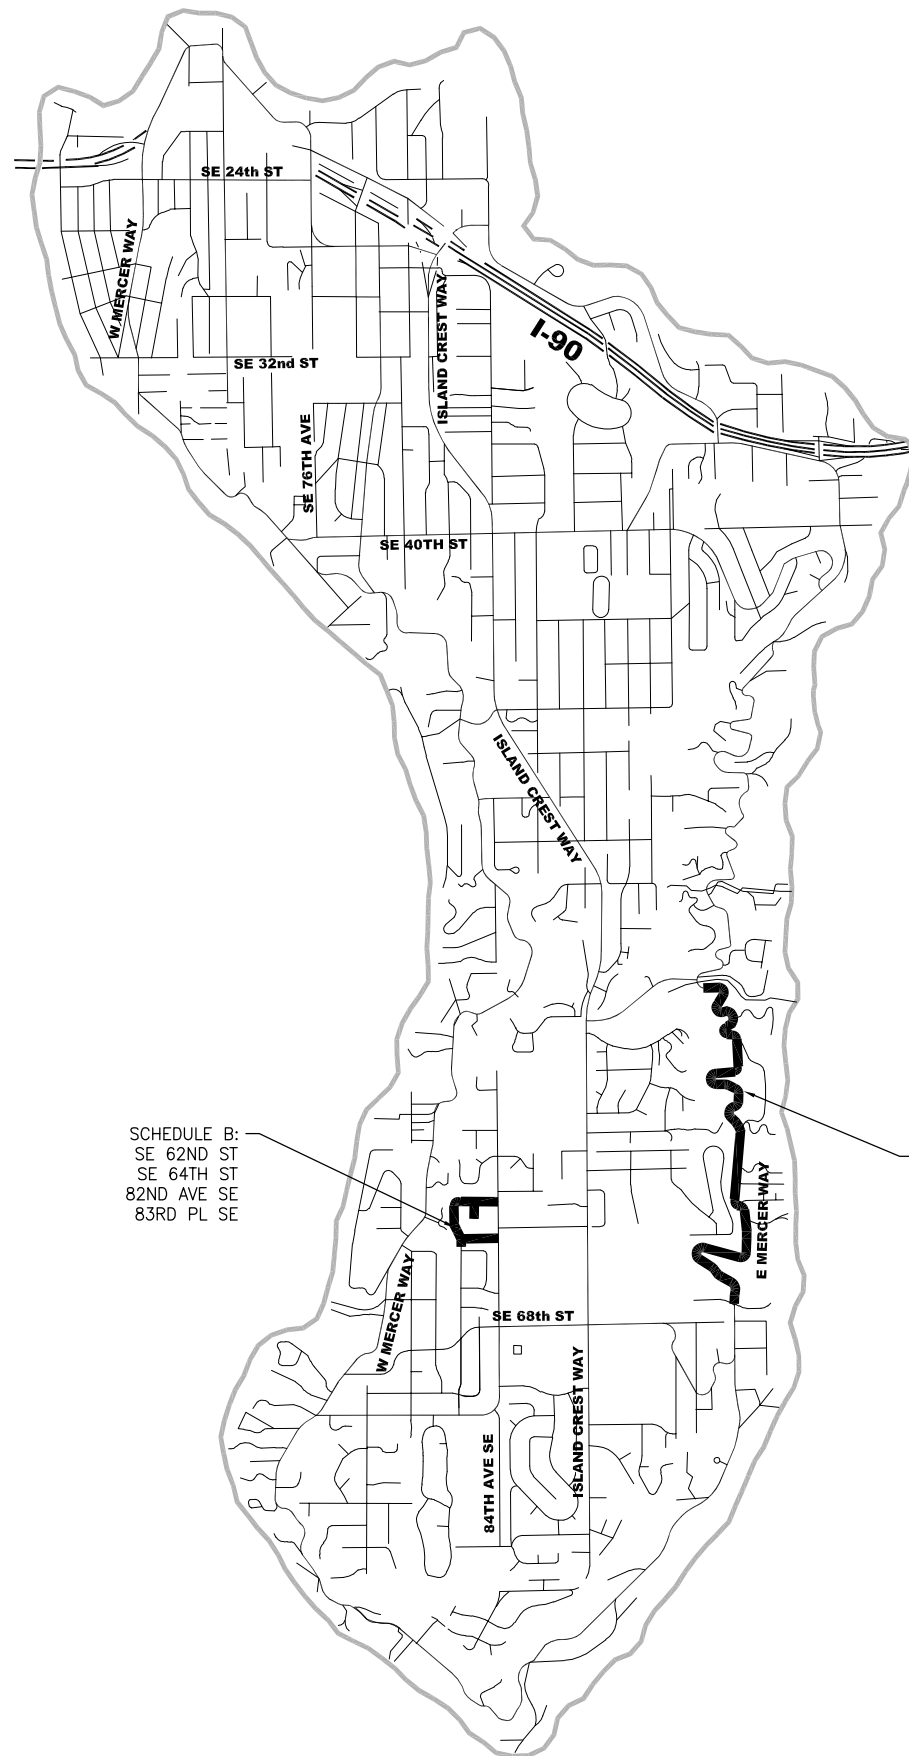 SE 24th ST
W MERCER WAY
ISLAND CREST WAY
I-90
SE 32nd ST
SE 76TH AVE
SE 40TH ST
ISLAND CREST WAY
SCHEDULE B:
SE 62ND ST
SE 64TH ST
82ND AVE SE
83RD PL SE
E MERCER WAY
W MERCER WAY
SE 68th ST
ISLAND CREST WAY
84TH AVE SE